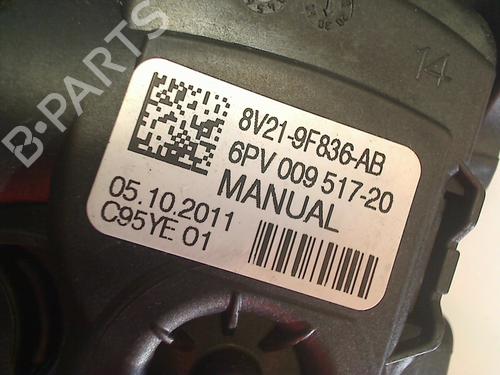 B-PARTS
14
8V21-9F836-AB
6PV 009 517-20
MANUAL
05.10.2011
C95YE 01